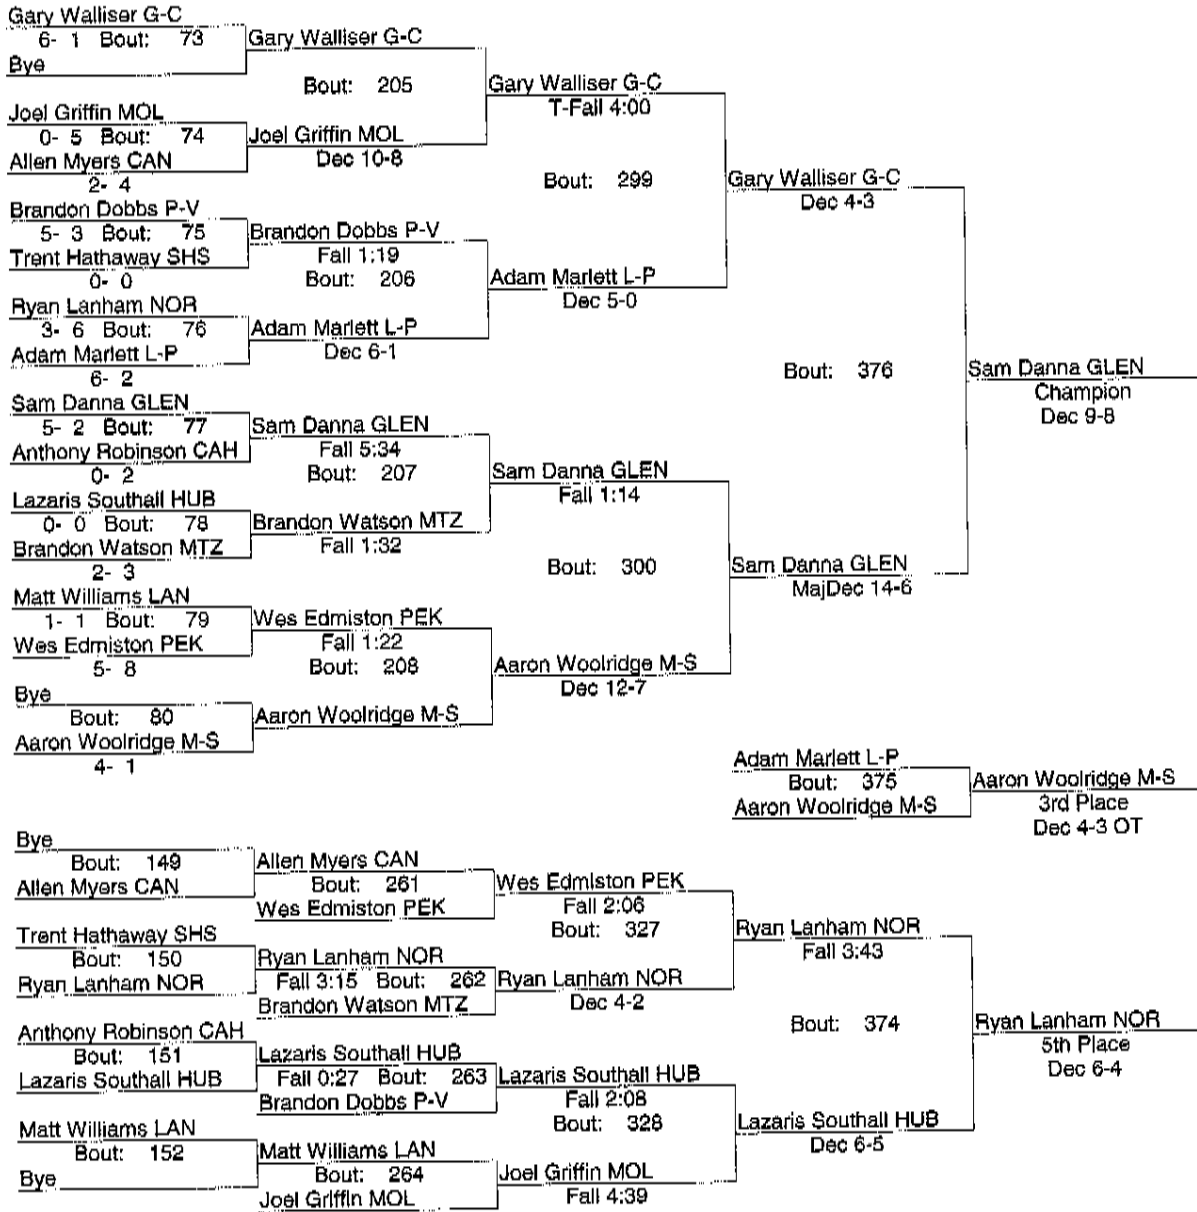 Gary Walliser G-C
6- 1 Bout: 73
Gary Walliser G-C
Bye
Bout: 205
Gary Walliser G-C
T-Fall 4:00
Joel Griffin MOL
0- 5 Bout: 74
Joel Griffin MOL
Allen Myers CAN
Dec 10-8
2- 4
Bout: 299
Gary Walliser G-C
Dec 4-3
Brandon Dobbs P-V
5- 3 Bout: 75
Brandon Dobbs P-V
Trent Hathaway SHS
Fall 1:19
0- 0
Bout: 206
Adam Marlett L-P
Dec 5-0
Ryan Lanham NOR
3- 6 Bout: 76
Adam Marlett L-P
Adam Marlett L-P
Dec 6-1
6- 2
Bout: 376
Sam Danna GLEN
Champion
Dec 9-8
Sam Danna GLEN
5- 2 Bout: 77
Sam Danna GLEN
Anthony Robinson CAH
Fall 5:34
0- 2
Bout: 207
Sam Danna GLEN
Fall 1:14
Lazaris Southall HUB
0- 0 Bout: 78
Brandon Watson MTZ
Brandon Watson MTZ
Fall 1:32
2- 3
Bout: 300
Sam Danna GLEN
MajDec 14-6
Matt Williams LAN
1- 1 Bout: 79
Wes Edmiston PEK
Wes Edmiston PEK
Fall 1:22
5- 8
Bout: 208
Aaron Woolridge M-S
Dec 12-7
Bye
Bout: 80
Aaron Woolridge M-S
Aaron Woolridge M-S
4- 1
Adam Marlett L-P
Bout: 375
Aaron Woolridge M-S
Aaron Woolridge M-S
3rd Place
Dec 4-3 OT
Bye
Bout: 149
Allen Myers CAN
Allen Myers CAN
Bout: 261
Wes Edmiston PEK
Wes Edmiston PEK
Fall 2:06
Bout: 327
Ryan Lanham NOR
Fall 3:43
Trent Hathaway SHS
Bout: 150
Ryan Lanham NOR
Ryan Lanham NOR
Fall 3:15 Bout: 262
Ryan Lanham NOR
Brandon Watson MTZ
Dec 4-2
Bout: 374
Ryan Lanham NOR
5th Place
Dec 6-4
Anthony Robinson CAH
Bout: 151
Lazaris Southall HUB
Lazaris Southall HUB
Fall 0:27 Bout: 263
Lazaris Southall HUB
Brandon Dobbs P-V
Fall 2:08
Bout: 328
Lazaris Southall HUB
Dec 6-5
Matt Williams LAN
Bout: 152
Matt Williams LAN
Bye
Bout: 264
Joel Griffin MOL
Joel Griffin MOL
Fall 4:39